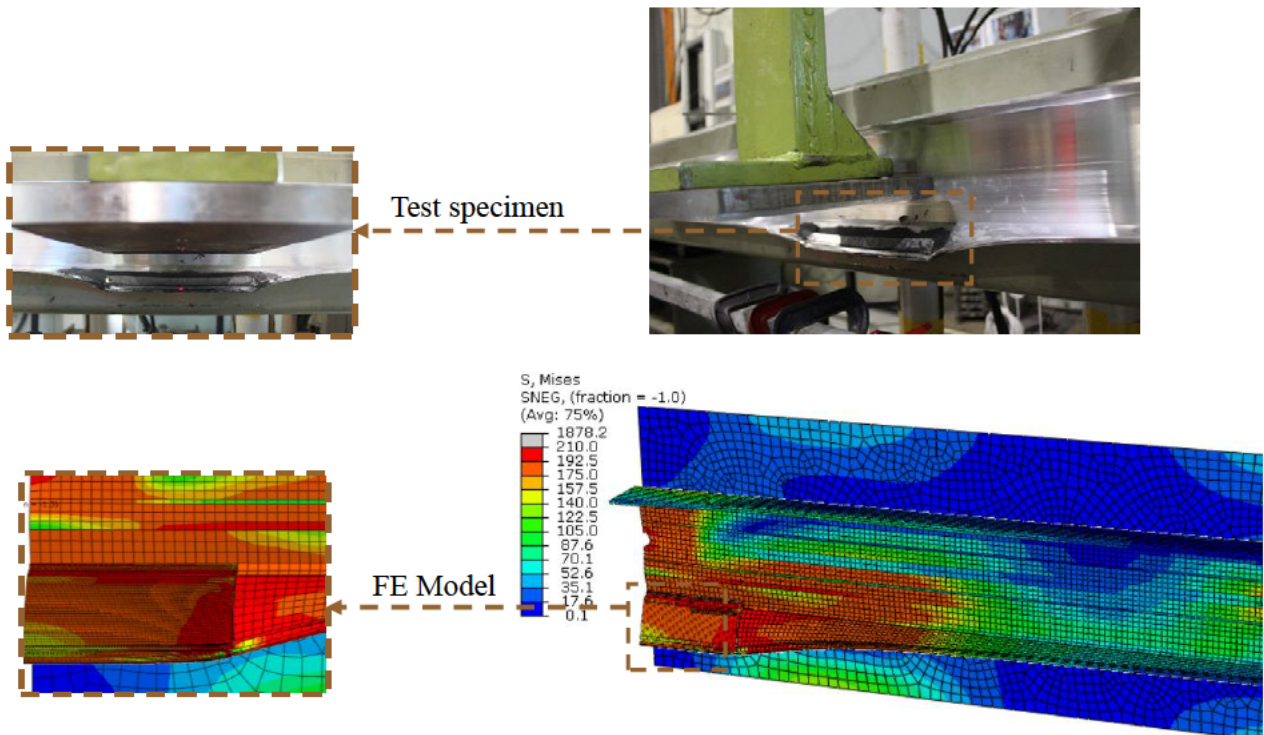 Test specimen
S, Mises
SNEG, (fraction = -1.0)
(Avg: 75%)
1878.2
210.0
192.5
175.0
157.5
140.0
122.5
105.0
87.6
70.1
52.6
35.1
17.6
0.1
FE Model